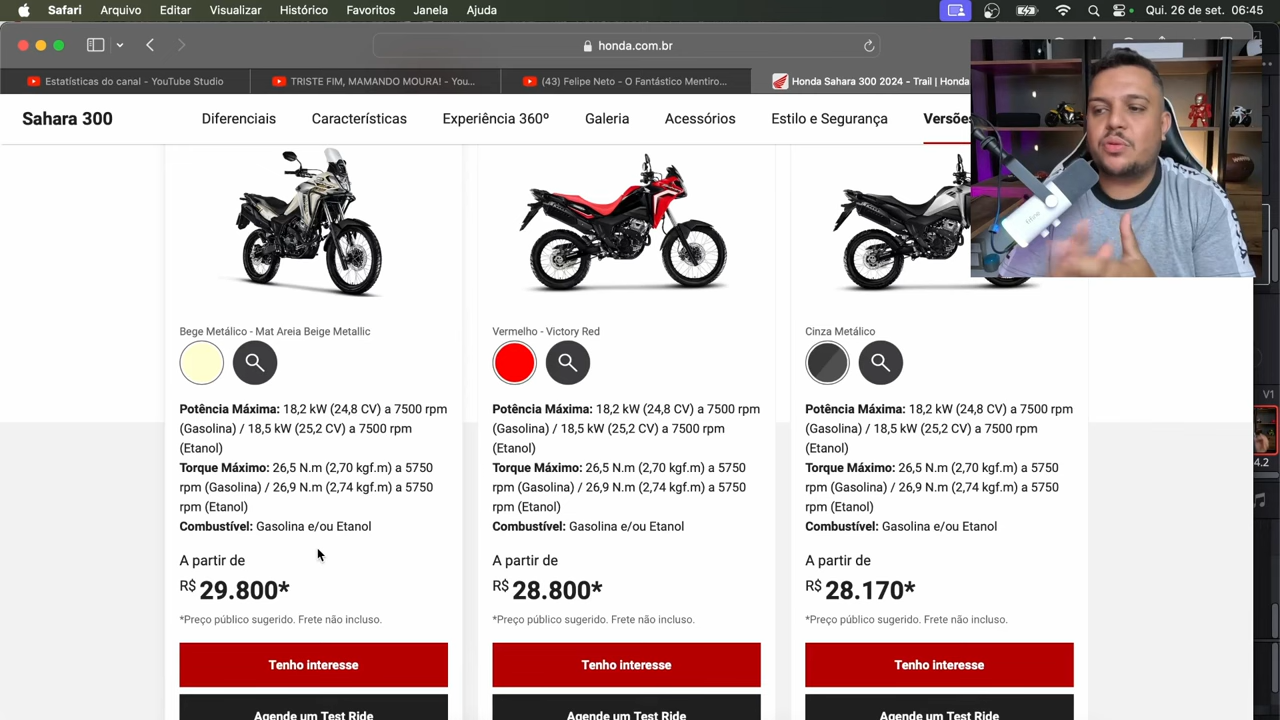 Safari Arquivo Editar Visualizar Histórico Favoritos Janela Ajuda Qui. 26 de set. 06:45
honda.com.br
Estatísticas do canal - YouTube Studio
TRISTE FIM, MAMANDO MOURA! - You...
(43) Felipe Neto - O Fantástico Mentiro...
Honda Sahara 300 2024 - Trail | Honda
Sahara 300 Diferenciais Características Experiência 360º Galeria Acessórios Estilo e Segurança Versões
Bege Metálico - Mat Areia Beige Metallic
Potência Máxima: 18,2 kW (24,8 CV) a 7500 rpm
(Gasolina) / 18,5 kW (25,2 CV) a 7500 rpm
(Etanol)
Torque Máximo: 26,5 N.m (2,70 kgf.m) a 5750
rpm (Gasolina) / 26,9 N.m (2,74 kgf.m) a 5750
rpm (Etanol)
Combustível: Gasolina e/ou Etanol
A partir de
R$ 29.800*
*Preço público sugerido. Frete não incluso.
Tenho interesse
Agende um Test Ride
Vermelho - Victory Red
Potência Máxima: 18,2 kW (24,8 CV) a 7500 rpm
(Gasolina) / 18,5 kW (25,2 CV) a 7500 rpm
(Etanol)
Torque Máximo: 26,5 N.m (2,70 kgf.m) a 5750
rpm (Gasolina) / 26,9 N.m (2,74 kgf.m) a 5750
rpm (Etanol)
Combustível: Gasolina e/ou Etanol
A partir de
R$ 28.800*
*Preço público sugerido. Frete não incluso.
Tenho interesse
Agende um Test Ride
Cinza Metálico
Potência Máxima: 18,2 kW (24,8 CV) a 7500 rpm
(Gasolina) / 18,5 kW (25,2 CV) a 7500 rpm
(Etanol)
Torque Máximo: 26,5 N.m (2,70 kgf.m) a 5750
rpm (Gasolina) / 26,9 N.m (2,74 kgf.m) a 5750
rpm (Etanol)
Combustível: Gasolina e/ou Etanol
A partir de
R$ 28.170*
*Preço público sugerido. Frete não incluso.
Tenho interesse
Agende um Test Ride
V1
4.2